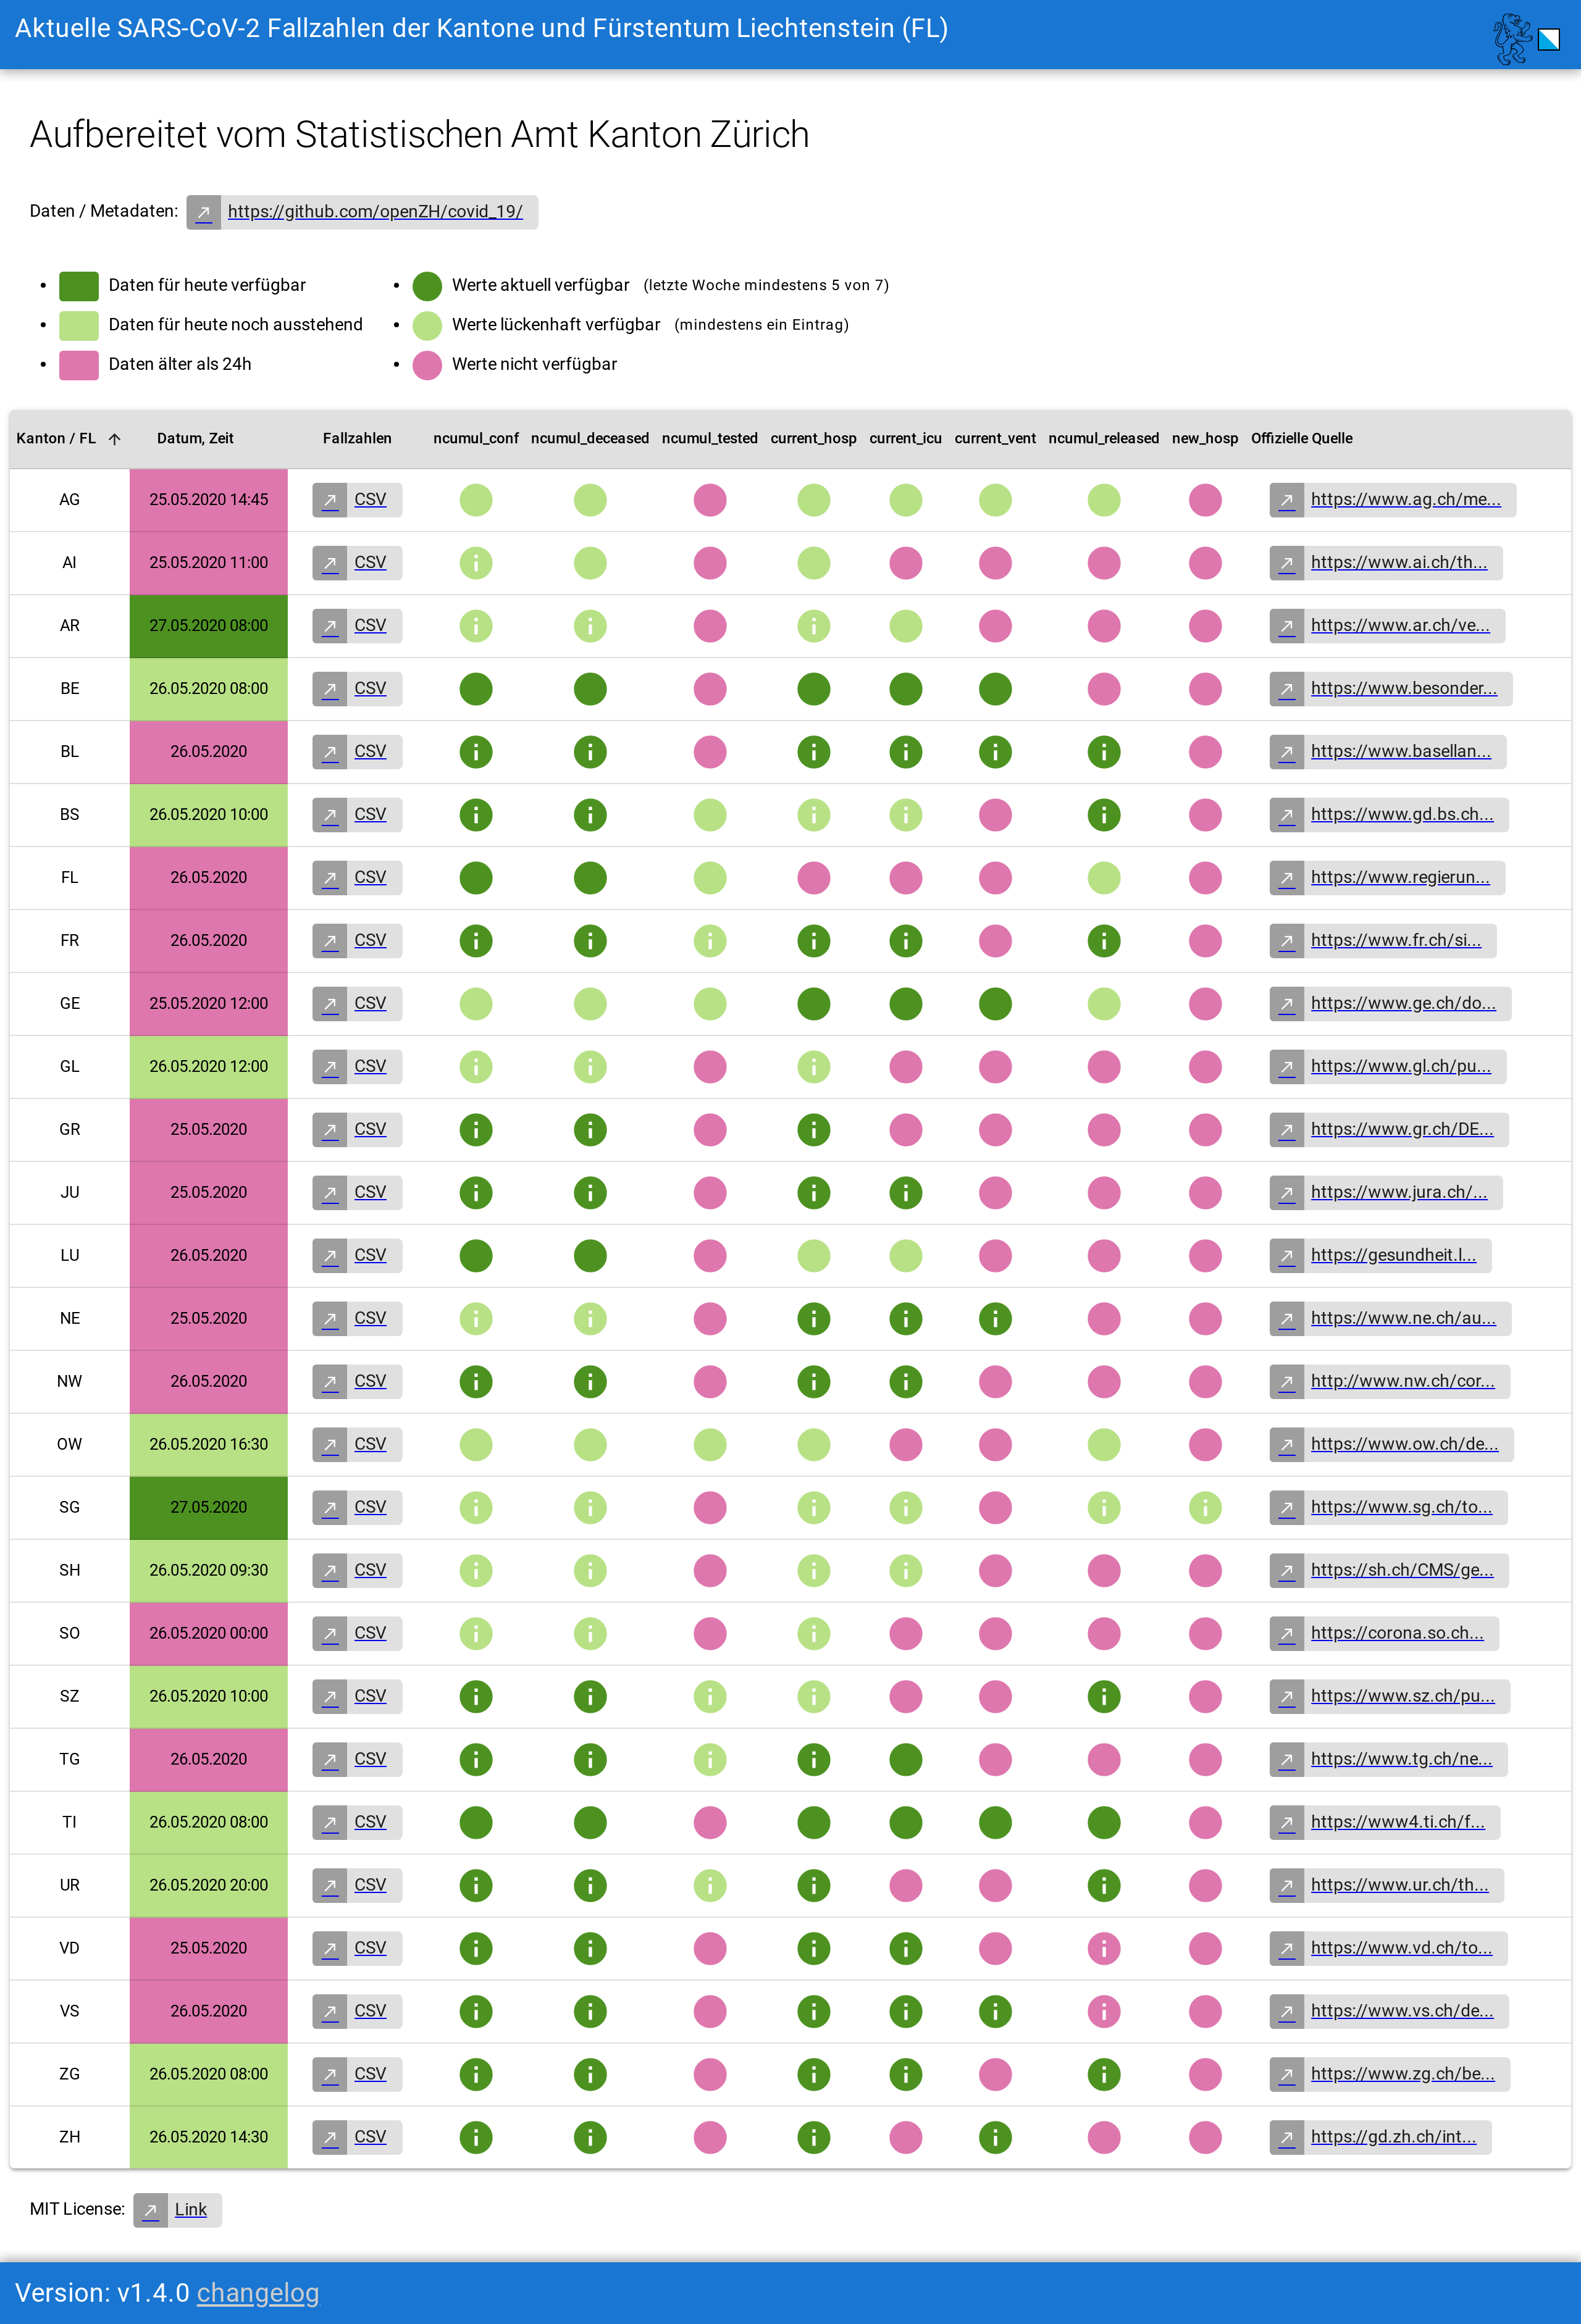 Aktuelle SARS-CoV-2 Fallzahlen der Kantone und Fürstentum Liechtenstein (FL)
Aufbereitet vom Statistischen Amt Kanton Zürich
Daten / Metadaten: https://github.com/openZH/covid_19/
Daten für heute verfügbar
Daten für heute noch ausstehend
Daten älter als 24h
Werte aktuell verfügbar (letzte Woche mindestens 5 von 7)
Werte lückenhaft verfügbar (mindestens ein Eintrag)
Werte nicht verfügbar
Kanton / FL Datum, Zeit Fallzahlen ncumul_conf ncumul_deceased ncumul_tested current_hosp current_icu current_vent ncumul_released new_hosp Offizielle Quelle
AG 25.05.2020 14:45 CSV https://www.ag.ch/me...
AI 25.05.2020 11:00 CSV https://www.ai.ch/th...
AR 27.05.2020 08:00 CSV https://www.ar.ch/ve...
BE 26.05.2020 08:00 CSV https://www.besonder...
BL 26.05.2020 CSV https://www.basellan...
BS 26.05.2020 10:00 CSV https://www.gd.bs.ch...
FL 26.05.2020 CSV https://www.regierun...
FR 26.05.2020 CSV https://www.fr.ch/si...
GE 25.05.2020 12:00 CSV https://www.ge.ch/do...
GL 26.05.2020 12:00 CSV https://www.gl.ch/pu...
GR 25.05.2020 CSV https://www.gr.ch/DE...
JU 25.05.2020 CSV https://www.jura.ch/...
LU 26.05.2020 CSV https://gesundheit.l...
NE 25.05.2020 CSV https://www.ne.ch/au...
NW 26.05.2020 CSV http://www.nw.ch/cor...
OW 26.05.2020 16:30 CSV https://www.ow.ch/de...
SG 27.05.2020 CSV https://www.sg.ch/to...
SH 26.05.2020 09:30 CSV https://sh.ch/CMS/ge...
SO 26.05.2020 00:00 CSV https://corona.so.ch...
SZ 26.05.2020 10:00 CSV https://www.sz.ch/pu...
TG 26.05.2020 CSV https://www.tg.ch/ne...
TI 26.05.2020 08:00 CSV https://www4.ti.ch/f...
UR 26.05.2020 20:00 CSV https://www.ur.ch/th...
VD 25.05.2020 CSV https://www.vd.ch/to...
VS 26.05.2020 CSV https://www.vs.ch/de...
ZG 26.05.2020 08:00 CSV https://www.zg.ch/be...
ZH 26.05.2020 14:30 CSV https://gd.zh.ch/int...
MIT License: Link
Version: v1.4.0 changelog